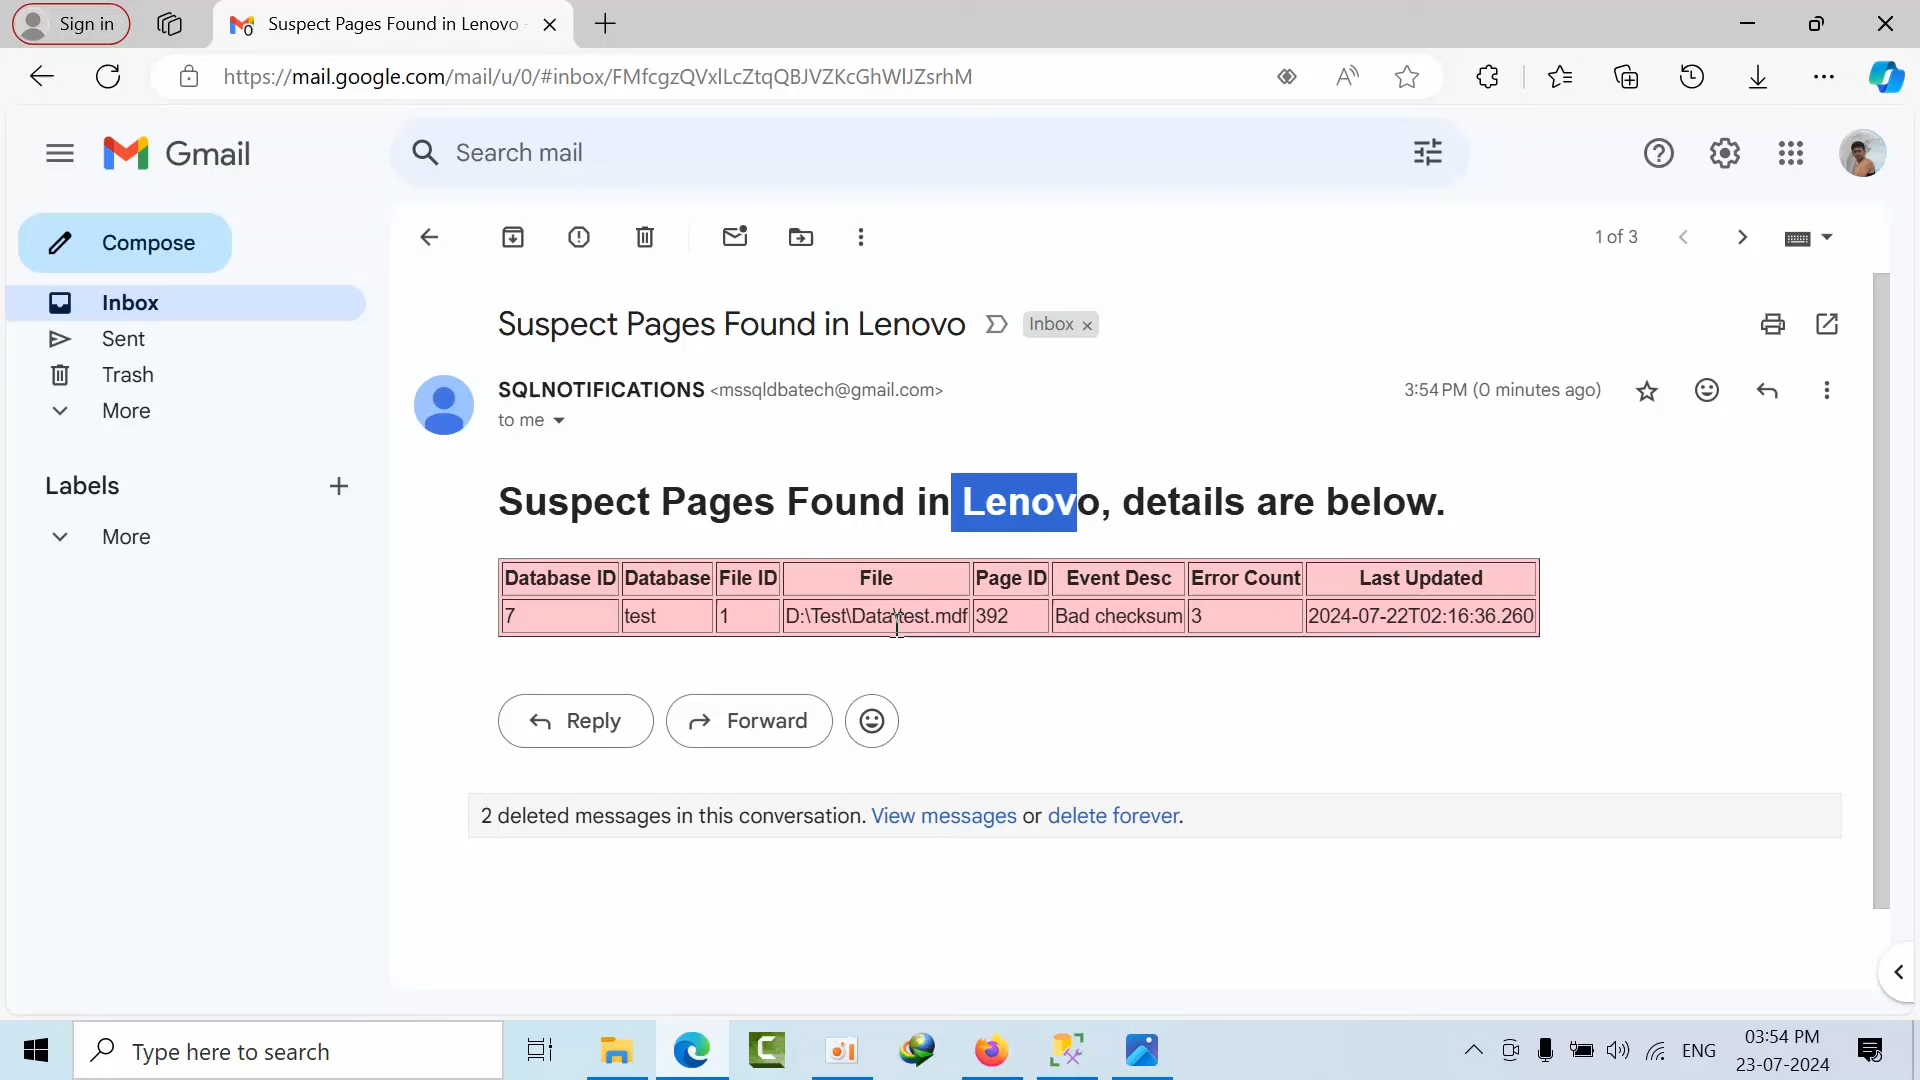 Sign in
Suspect Pages Found in Lenovo
https://mail.google.com/mail/u/0/#inbox/FMfcgzQVxlLcZtqQBJVZKcGhWlJZsrhM
Gmail
Search mail
Compose
1 of 3
Inbox
Sent
Trash
More
Labels
More
Suspect Pages Found in Lenovo
Inbox ×
SQLNOTIFICATIONS <mssqldbatech@gmail.com>
3:54 PM (0 minutes ago)
to me
Suspect Pages Found in Lenovo, details are below.
Database ID Database File ID File Page ID Event Desc Error Count Last Updated
7 test 1 D:\Test\Data\test.mdf 392 Bad checksum 3 2024-07-22T02:16:36.260
Reply
Forward
2 deleted messages in this conversation. View messages or delete forever.
Type here to search
ENG
03:54 PM
23-07-2024